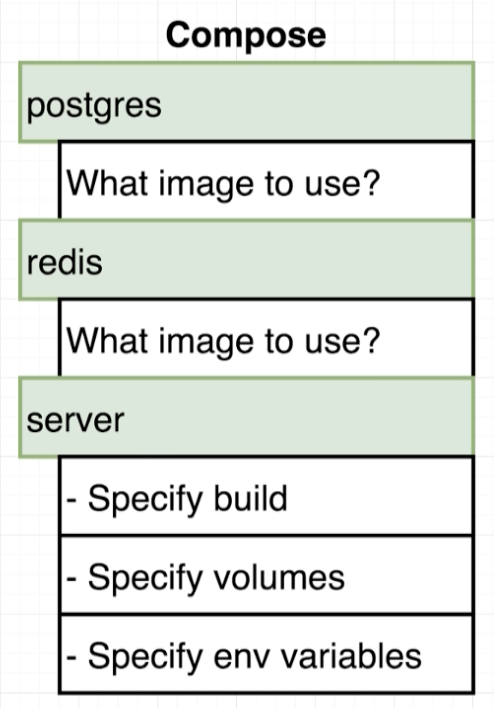 Compose
postgres
What image to use?
redis
What image to use?
server
- Specify build
- Specify volumes
- Specify env variables